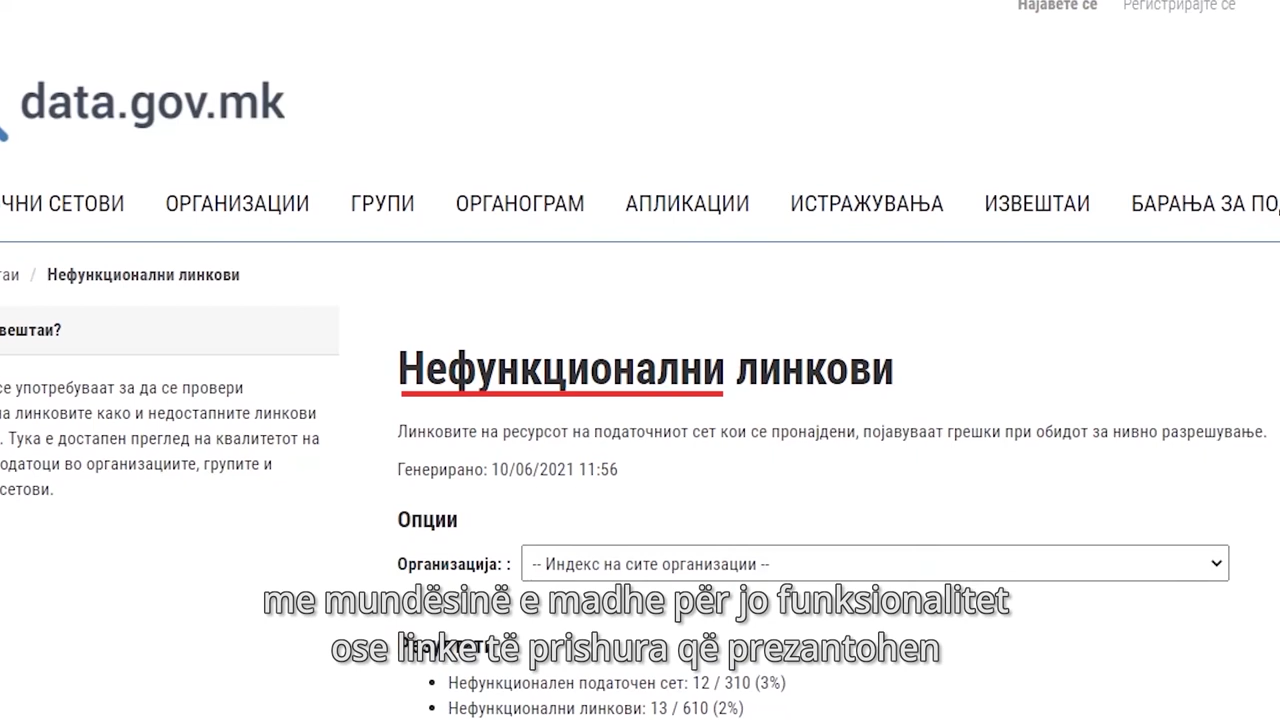 Најавете се Регистрирајте се
data.gov.mk
ЧНИ СЕТОВИ ОРГАНИЗАЦИИ ГРУПИ ОРГАНОГРАМ АПЛИКАЦИИ ИСТРАЖУВАЊА ИЗВЕШТАИ БАРАЊА ЗА ПО
таи / Нефункционални линкови
вештаи?
се употребуваат за да се провери
на линковите како и недостапните линкови
. Тука е достапен преглед на квалитетот на
одатоци во организациите, групите и
сетови.
Нефункционални линкови
Линковите на ресурсот на податочниот сет кои се пронајдени, појавуваат грешки при обидот за нивно разрешување.
Генерирано: 10/06/2021 11:56
Опции
Организација: : -- Индекс на сите организации --
me mundësinë e madhe për jo funksionalitet
ose linke të prishura që prezantohen
Нефункционален податочен сет: 12 / 310 (3%)
Нефункционални линкови: 13 / 610 (2%)